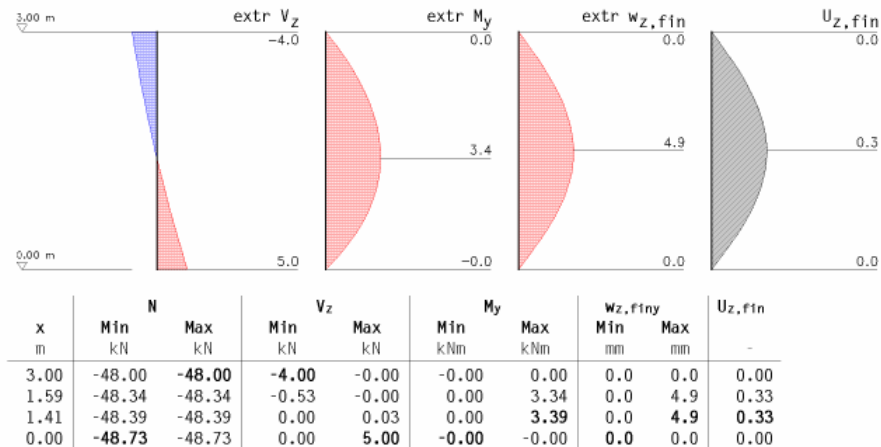 3.00 m extr Vz extr My extr wz,fin Uz,fin
-4.0 0.0 0.0 0.0
3.4 4.9 0.3
0.00 m 5.0 -0.0 0.0 0.0
N Vz My wz,finy Uz,fin
x Min Max Min Max Min Max Min Max
m kN kN kN kN kNm kNm mm mm -
3.00 -48.00 -48.00 -4.00 -0.00 -0.00 0.00 0.0 0.0 0.00
1.59 -48.34 -48.34 -0.53 -0.00 0.00 3.34 0.0 4.9 0.33
1.41 -48.39 -48.39 0.00 0.03 0.00 3.39 0.0 4.9 0.33
0.00 -48.73 -48.73 0.00 5.00 -0.00 -0.00 0.0 0.0 0.00